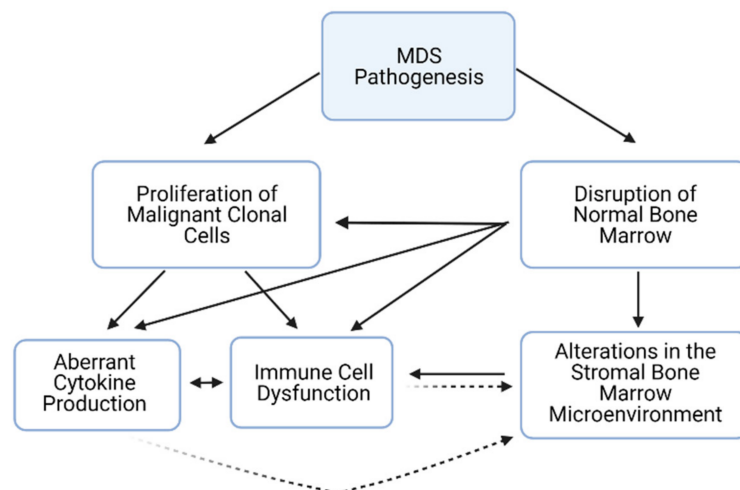 MDS
Pathogenesis
Proliferation of
Malignant Clonal
Cells
Disruption of
Normal Bone
Marrow
Aberrant
Cytokine
Production
Immune Cell
Dysfunction
Alterations in the
Stromal Bone
Marrow
Microenvironment